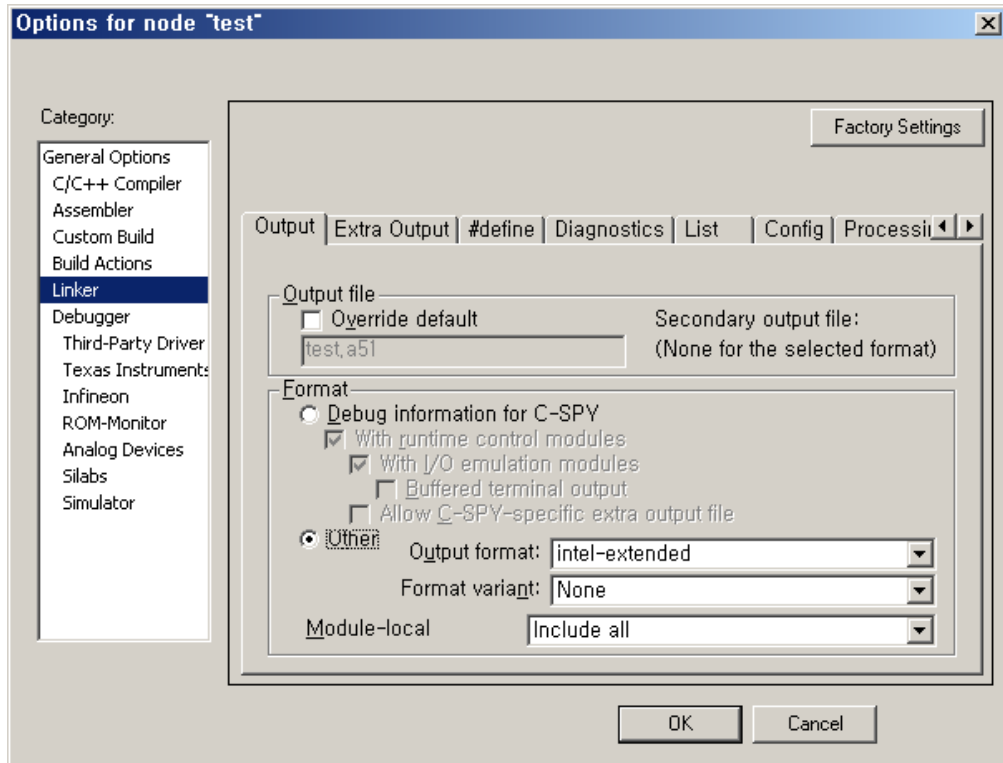 Options for node "test"
Category:
General Options
C/C++ Compiler
Assembler
Custom Build
Build Actions
Linker
Debugger
Third-Party Driver
Texas Instruments
Infineon
ROM-Monitor
Analog Devices
Silabs
Simulator
Factory Settings
Output
Extra Output
#define
Diagnostics
List
Config
Output file
Override default
test.a51
Secondary output file:
(None for the selected format)
Format
Debug information for C-SPY
With runtime control modules
With I/O emulation modules
Buffered terminal output
Allow C-SPY-specific extra output file
Other
Output format: intel-extended
Format variant: None
Module-local Include all
OK
Cancel